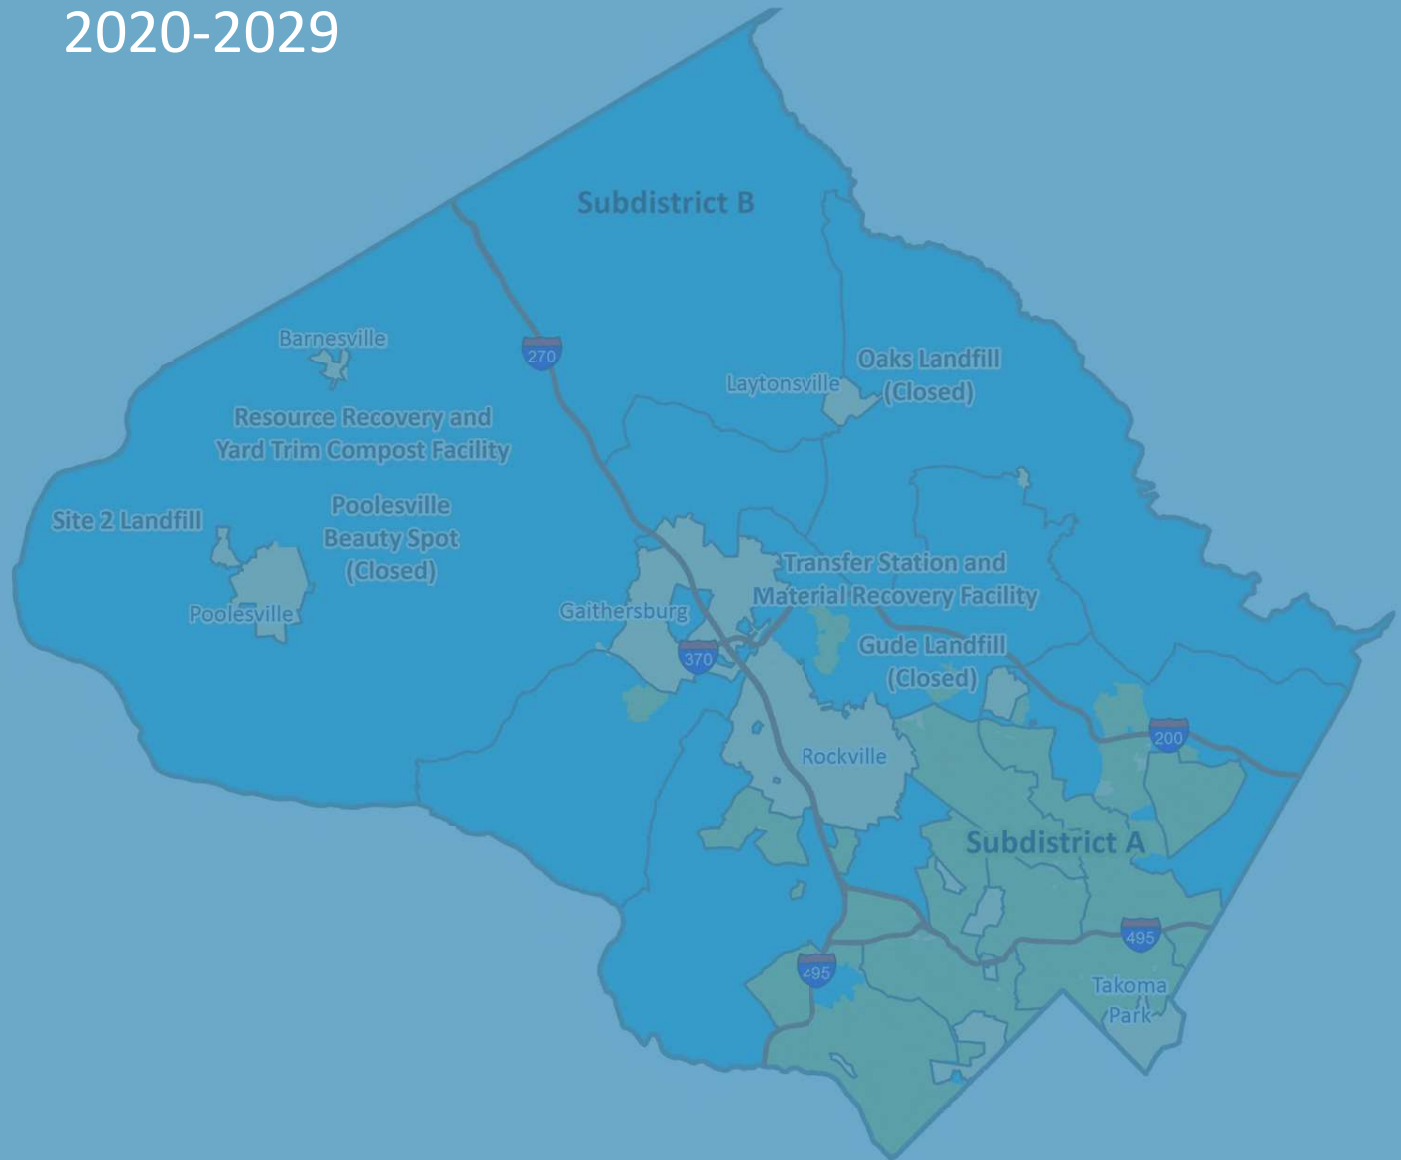 2020-2029
Subdistrict B
Barnesville
270
Oaks Landfill
(Closed)
Laytonsville
Resource Recovery and
Yard Trim Compost Facility
Poolesville
Beauty Spot
(Closed)
Site 2 Landfill
Poolesville
Transfer Station and
Material Recovery Facility
Gaithersburg
370
Gude Landfill
(Closed)
200
Rockville
Subdistrict A
495
495
Takoma
Park